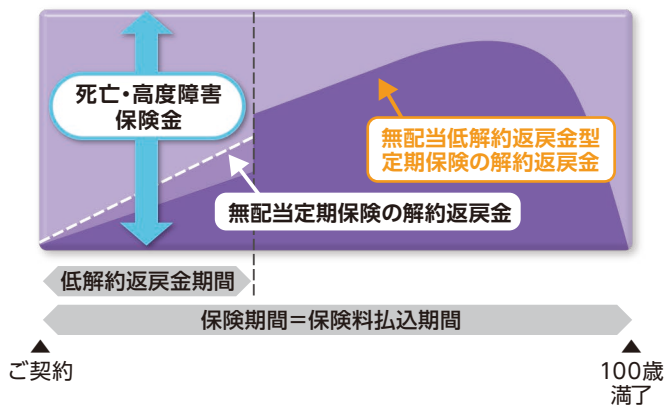 死亡・高度障害
保険金
無配当低解約返戻金型
定期保険の解約返戻金
無配当定期保険の解約返戻金
低解約返戻金期間
保険期間＝保険料払込期間
ご契約
100歳
満了